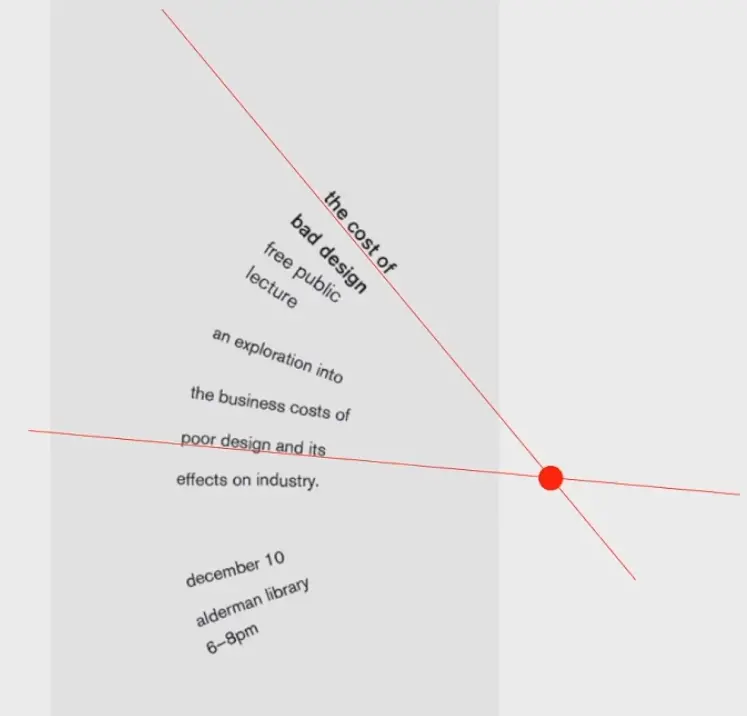 the cost of
bad design
free public
lecture
an exploration into
the business costs of
poor design and its
effects on industry.
december 10
alderman library
6–8pm